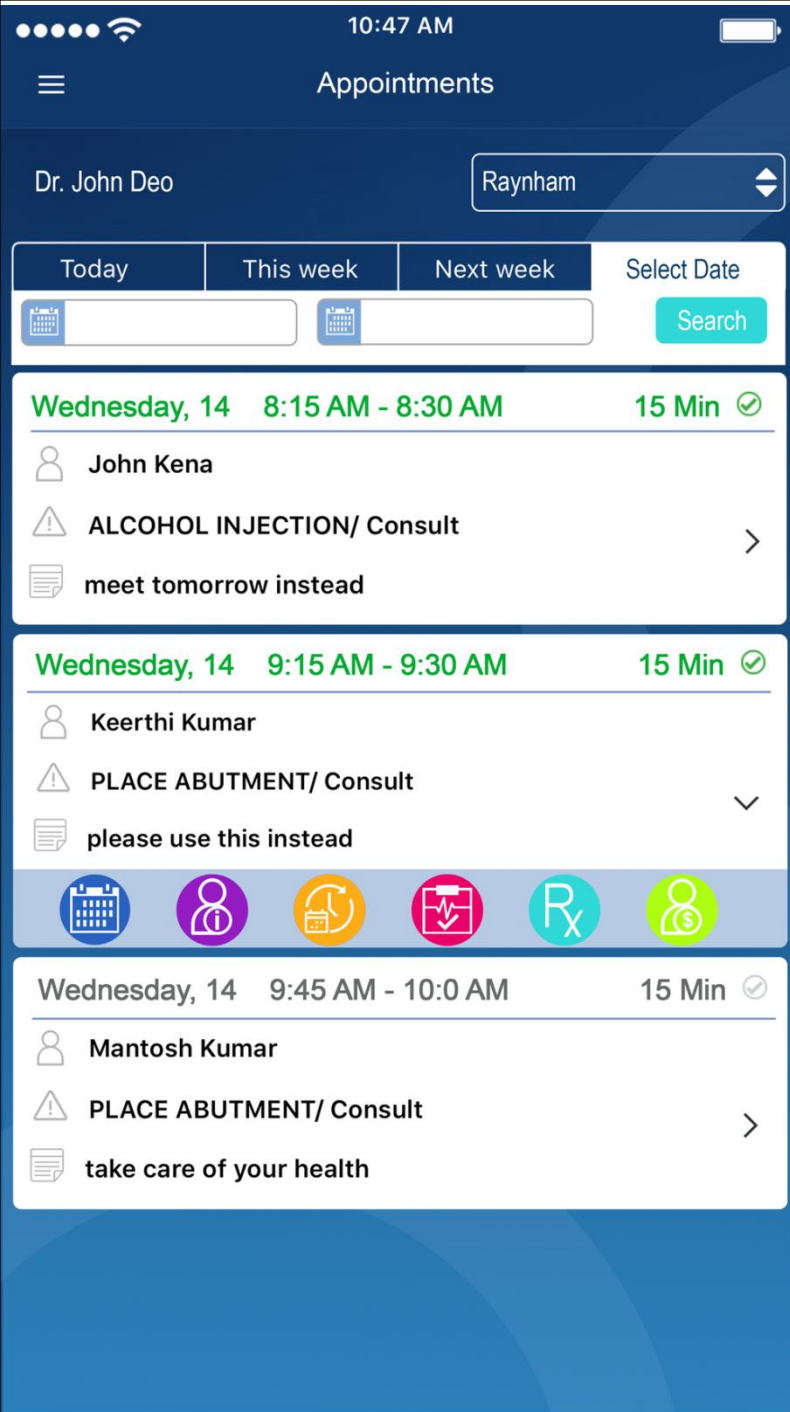 10:47 AM
Appointments
Dr. John Deo
Raynham
Today This week Next week Select Date
Search
Wednesday, 14 8:15 AM - 8:30 AM 15 Min
John Kena
ALCOHOL INJECTION/ Consult
meet tomorrow instead
Wednesday, 14 9:15 AM - 9:30 AM 15 Min
Keerthi Kumar
PLACE ABUTMENT/ Consult
please use this instead
Rx
Wednesday, 14 9:45 AM - 10:0 AM 15 Min
Mantosh Kumar
PLACE ABUTMENT/ Consult
take care of your health